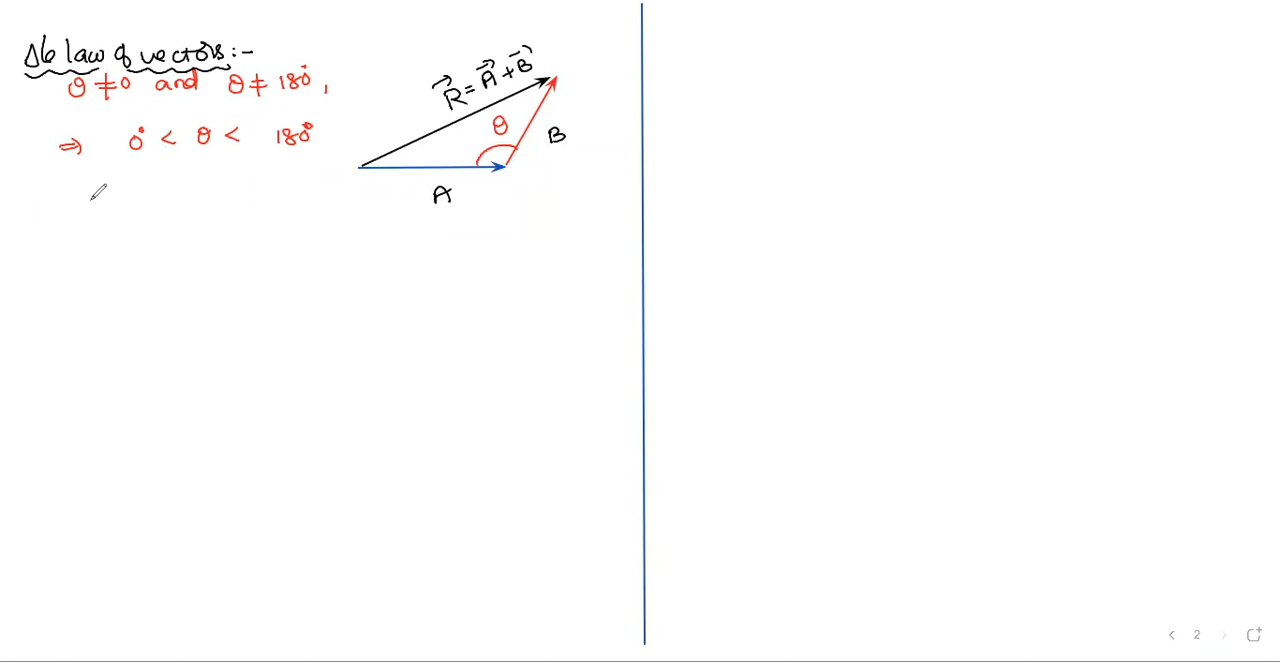 Δle law of vectors:-
θ ≠ 0 and θ ≠ 180°,
⇒ 0° < θ < 180°
R⃗ = A⃗ + B⃗
θ
B
A
2